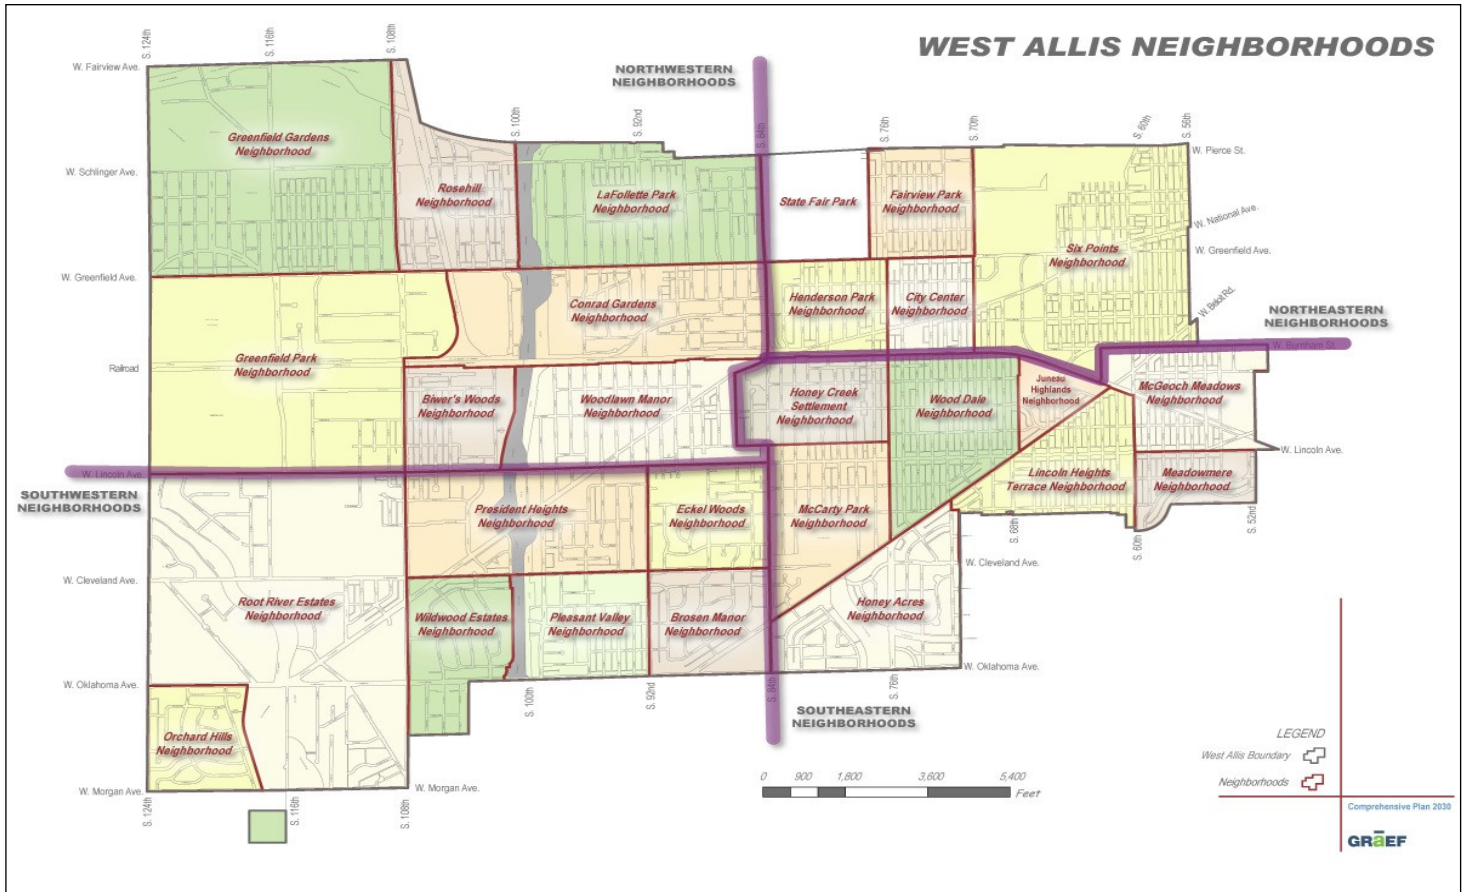 WEST ALLIS NEIGHBORHOODS
S. 124th
S. 116th
S. 108th
W. Fairview Ave.
NORTHWESTERN
NEIGHBORHOODS
S. 100th
S. 92nd
S. 84th
S. 76th
S. 70th
S. 60th
S. 56th
W. Pierce St.
Greenfield Gardens
Neighborhood
W. Schlinger Ave.
Rosehill
Neighborhood
LaFollette Park
Neighborhood
State Fair Park
Fairview Park
Neighborhood
W. National Ave.
Six Points
Neighborhood
W. Greenfield Ave.
W. Greenfield Ave.
Conrad Gardens
Neighborhood
Henderson Park
Neighborhood
City Center
Neighborhood
W. Beloit Rd.
NORTHEASTERN
NEIGHBORHOODS
W. Burnham St.
Greenfield Park
Neighborhood
Railroad
Biwer's Woods
Neighborhood
Woodlawn Manor
Neighborhood
Honey Creek
Settlement
Neighborhood
Wood Dale
Neighborhood
Juneau
Highlands
Neighborhood
McGeoch Meadows
Neighborhood
W. Lincoln Ave.
W. Lincoln Ave.
SOUTHWESTERN
NEIGHBORHOODS
President Heights
Neighborhood
Eckel Woods
Neighborhood
McCarty Park
Neighborhood
Lincoln Heights
Terrace Neighborhood
Meadowmere
Neighborhood
S. 68th
S. 60th
S. 52nd
W. Cleveland Ave.
W. Cleveland Ave.
Root River Estates
Neighborhood
Wildwood Estates
Neighborhood
Pleasant Valley
Neighborhood
Brosen Manor
Neighborhood
Honey Acres
Neighborhood
W. Oklahoma Ave.
W. Oklahoma Ave.
S. 100th
S. 92nd
S. 84th
S. 76th
SOUTHEASTERN
NEIGHBORHOODS
Orchard Hills
Neighborhood
W. Morgan Ave.
W. Morgan Ave.
S. 124th
S. 116th
S. 108th
0 900 1,800 3,600 5,400
Feet
LEGEND
West Allis Boundary
Neighborhoods
Comprehensive Plan 2030
GRāEF